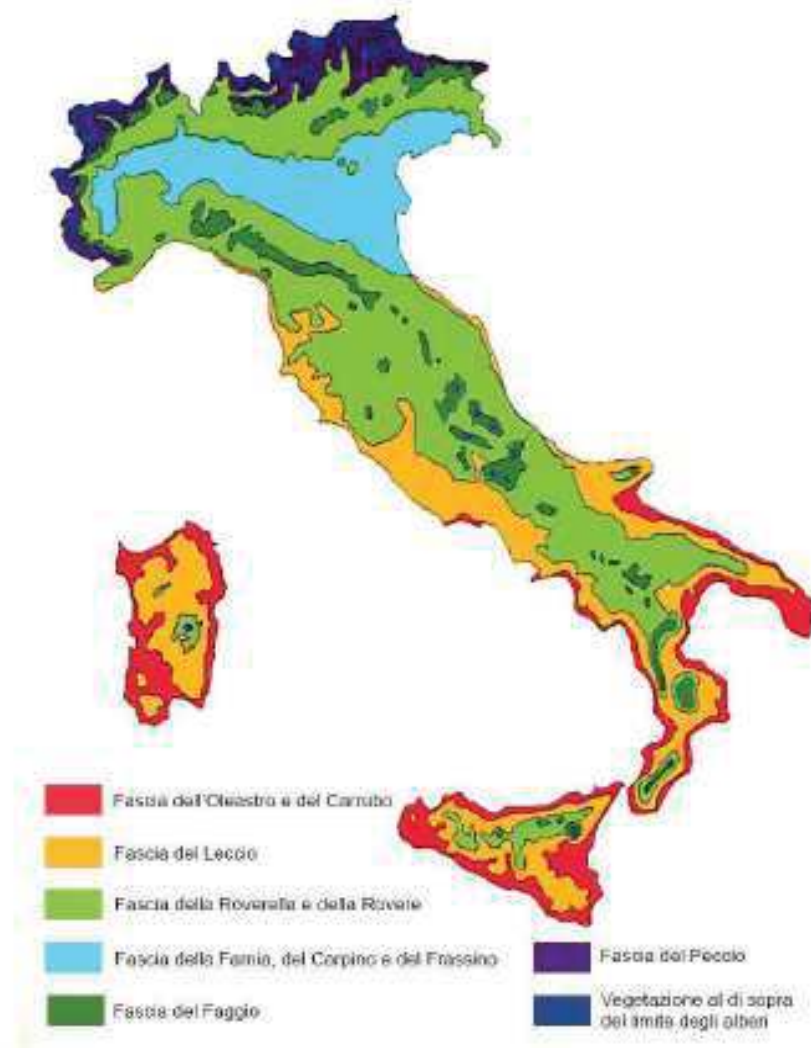 Fascia dell'Oleastro e del Carrubo
Fascia del Leccio
Fascia della Roverella e della Rovere
Fascia della Farnia, del Carpino e del Frassino
Fascia del Faggio
Fascia del Peccio
Vegetazione al di sopra
del limite degli alberi